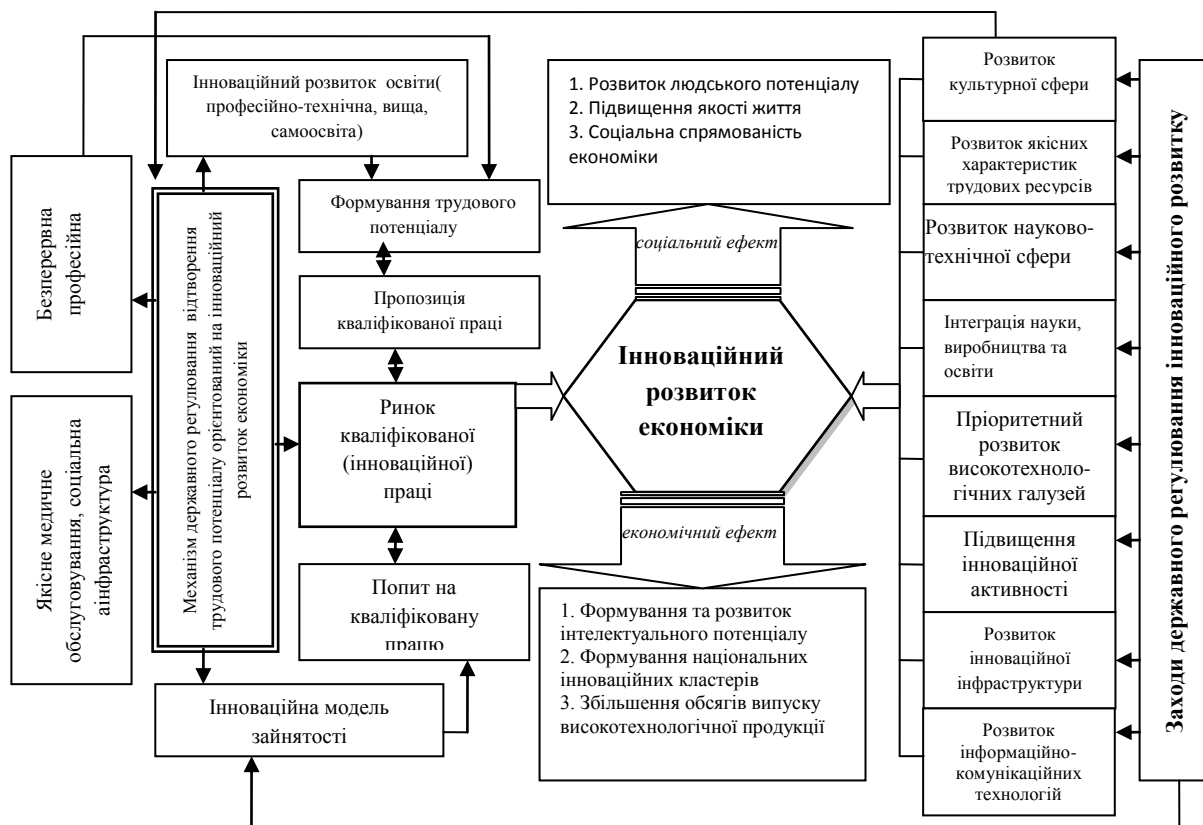 Інноваційний розвиток освіти(
професійно-технічна, вища,
самоосвіта)
Безперервна
професійна
Якісне медичне
обслуговування, соціальна
аінфраструктура
Механізм державного регулювання відтворення
трудового потенціалу орієнтований на інноваційний
розвиток економіки
Формування трудового
потенціалу
Пропозиція
кваліфікованої праці
Ринок
кваліфікованої
(інноваційної)
праці
Попит на
кваліфіковану
працю
Інноваційна модель
зайнятості
1. Розвиток людського потенціалу
2. Підвищення якості життя
3. Соціальна спрямованість
економіки
соціальний ефект
Інноваційний
розвиток
економіки
економічний ефект
1. Формування та розвиток
інтелектуального потенціалу
2. Формування національних
інноваційних кластерів
3. Збільшення обсягів випуску
високотехнологічної продукції
Розвиток
культурної сфери
Розвиток якісних
характеристик
трудових ресурсів
Розвиток науково-
технічної сфери
Інтеграція науки,
виробництва та
освіти
Пріоритетний
розвиток
високотехноло-
гічних галузей
Підвищення
інноваційної
активності
Розвиток
інноваційної
інфраструктури
Розвиток
інформаційно-
комунікаційних
технологій
Заходи державного регулювання інноваційного розвитку